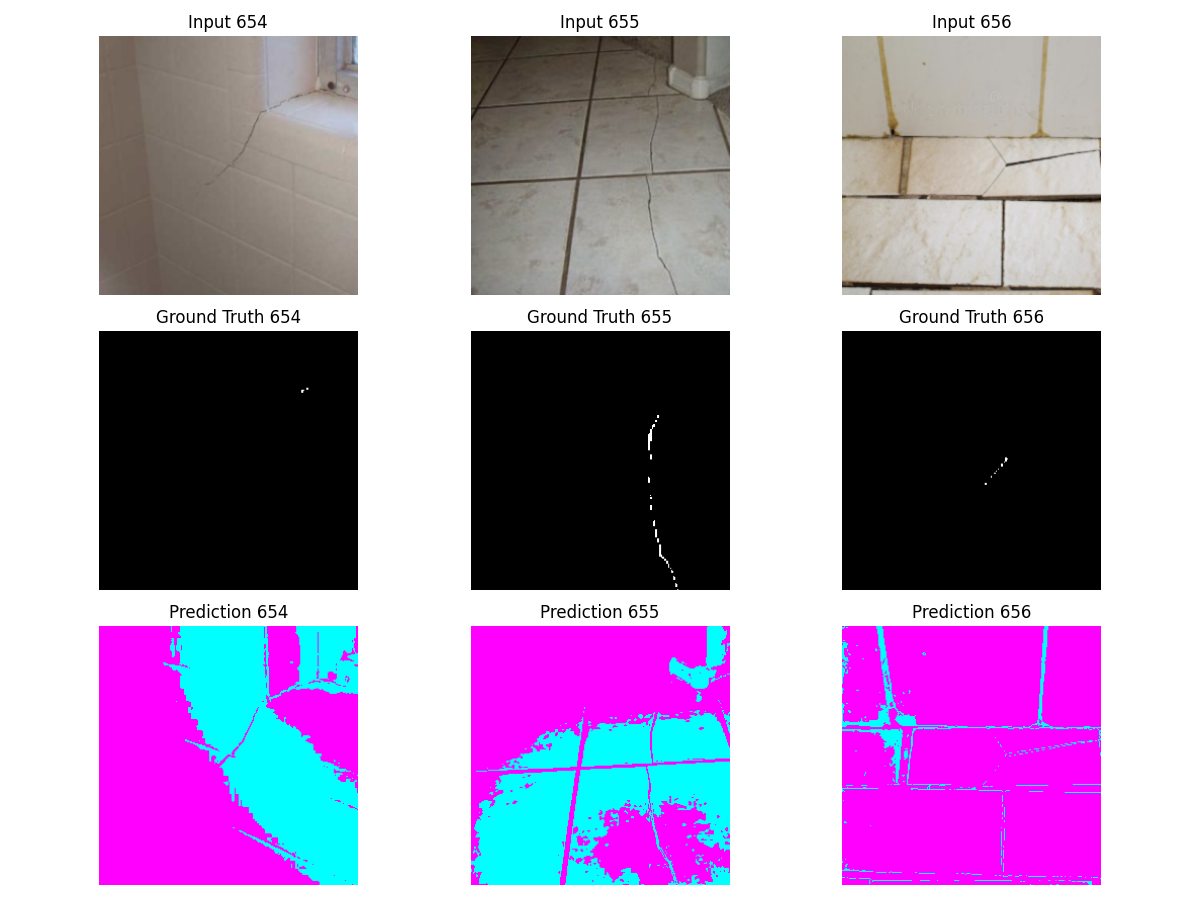 Input 654
Input 655
Input 656
Ground Truth 654
Ground Truth 655
Ground Truth 656
Prediction 654
Prediction 655
Prediction 656